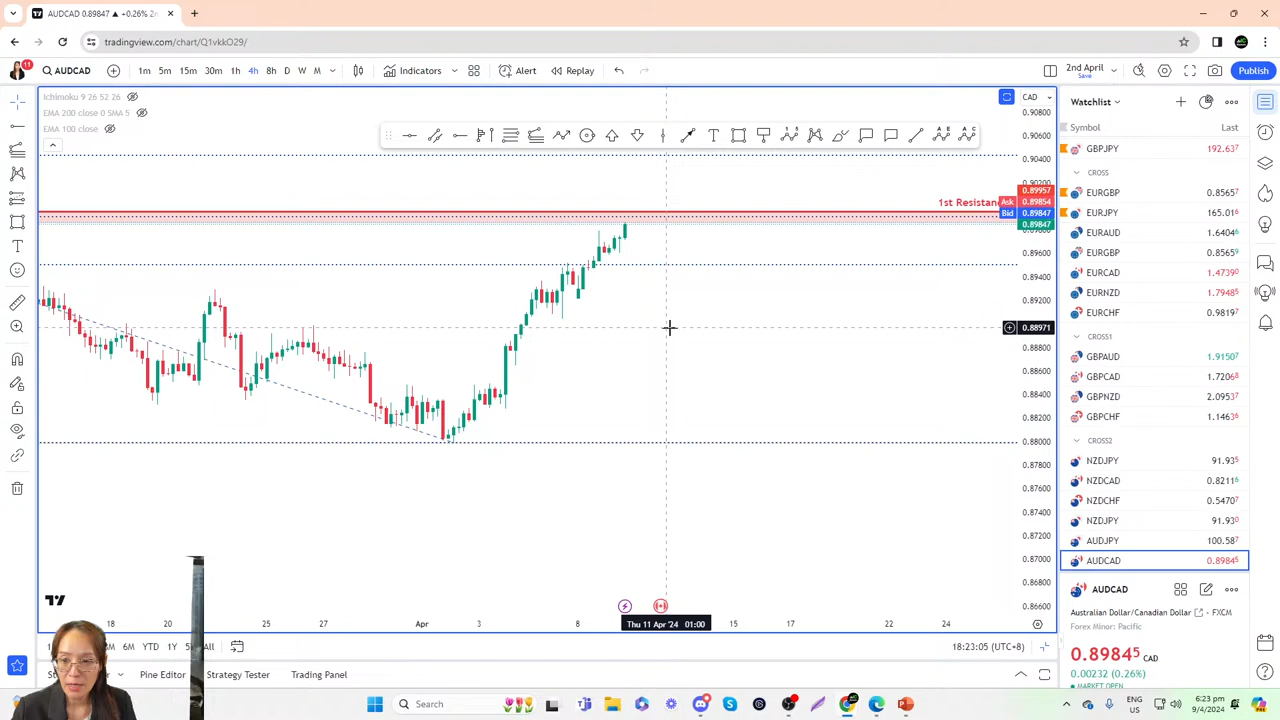 AUDCAD 0.89847 ▲ +0.26% 2n
tradingview.com/chart/Q1vkkO29/
11
AUDCAD
1m 5m 15m 30m 1h 4h 8h D W M
Indicators
Alert
Replay
2nd April
Save
Publish
Ichimoku 9 26 52 26
EMA 200 close 0 SMA 5
EMA 100 close
CAD
0.90800
0.90600
0.90400
0.90200
1st Resistan
0.89957
Ask 0.89854
Bid 0.89847
0.89847
0.89600
0.89400
0.89200
0.88971
0.88800
0.88600
0.88400
0.88200
0.88000
0.87800
0.87600
0.87400
0.87200
0.87000
0.86800
0.86600
18 20 25 27 Apr 3 8 15 17 22 24
Thu 11 Apr '24 01:00
6M YTD 1Y All
18:23:05 (UTC+8)
Pine Editor
Strategy Tester
Trading Panel
Watchlist
Symbol Last
GBPJPY 192.637
CROSS
EURGBP 0.85657
EURJPY 165.016
EURAUD 1.64046
EURGBP 0.85659
EURCAD 1.47390
EURNZD 1.79485
EURCHF 0.98197
CROSS1
GBPAUD 1.91507
GBPCAD 1.72068
GBPNZD 2.09537
GBPCHF 1.14636
CROSS2
NZDJPY 91.935
NZDCAD 0.82116
NZDCHF 0.54707
NZDJPY 91.930
AUDJPY 100.587
AUDCAD 0.89845
AUDCAD
Australian Dollar/Canadian Dollar • FXCM
Forex Minor: Pacific
0.89845 CAD
0.00232 (0.26%)
MARKET OPEN
Search
ENG
US
6:23 pm
9/4/2024